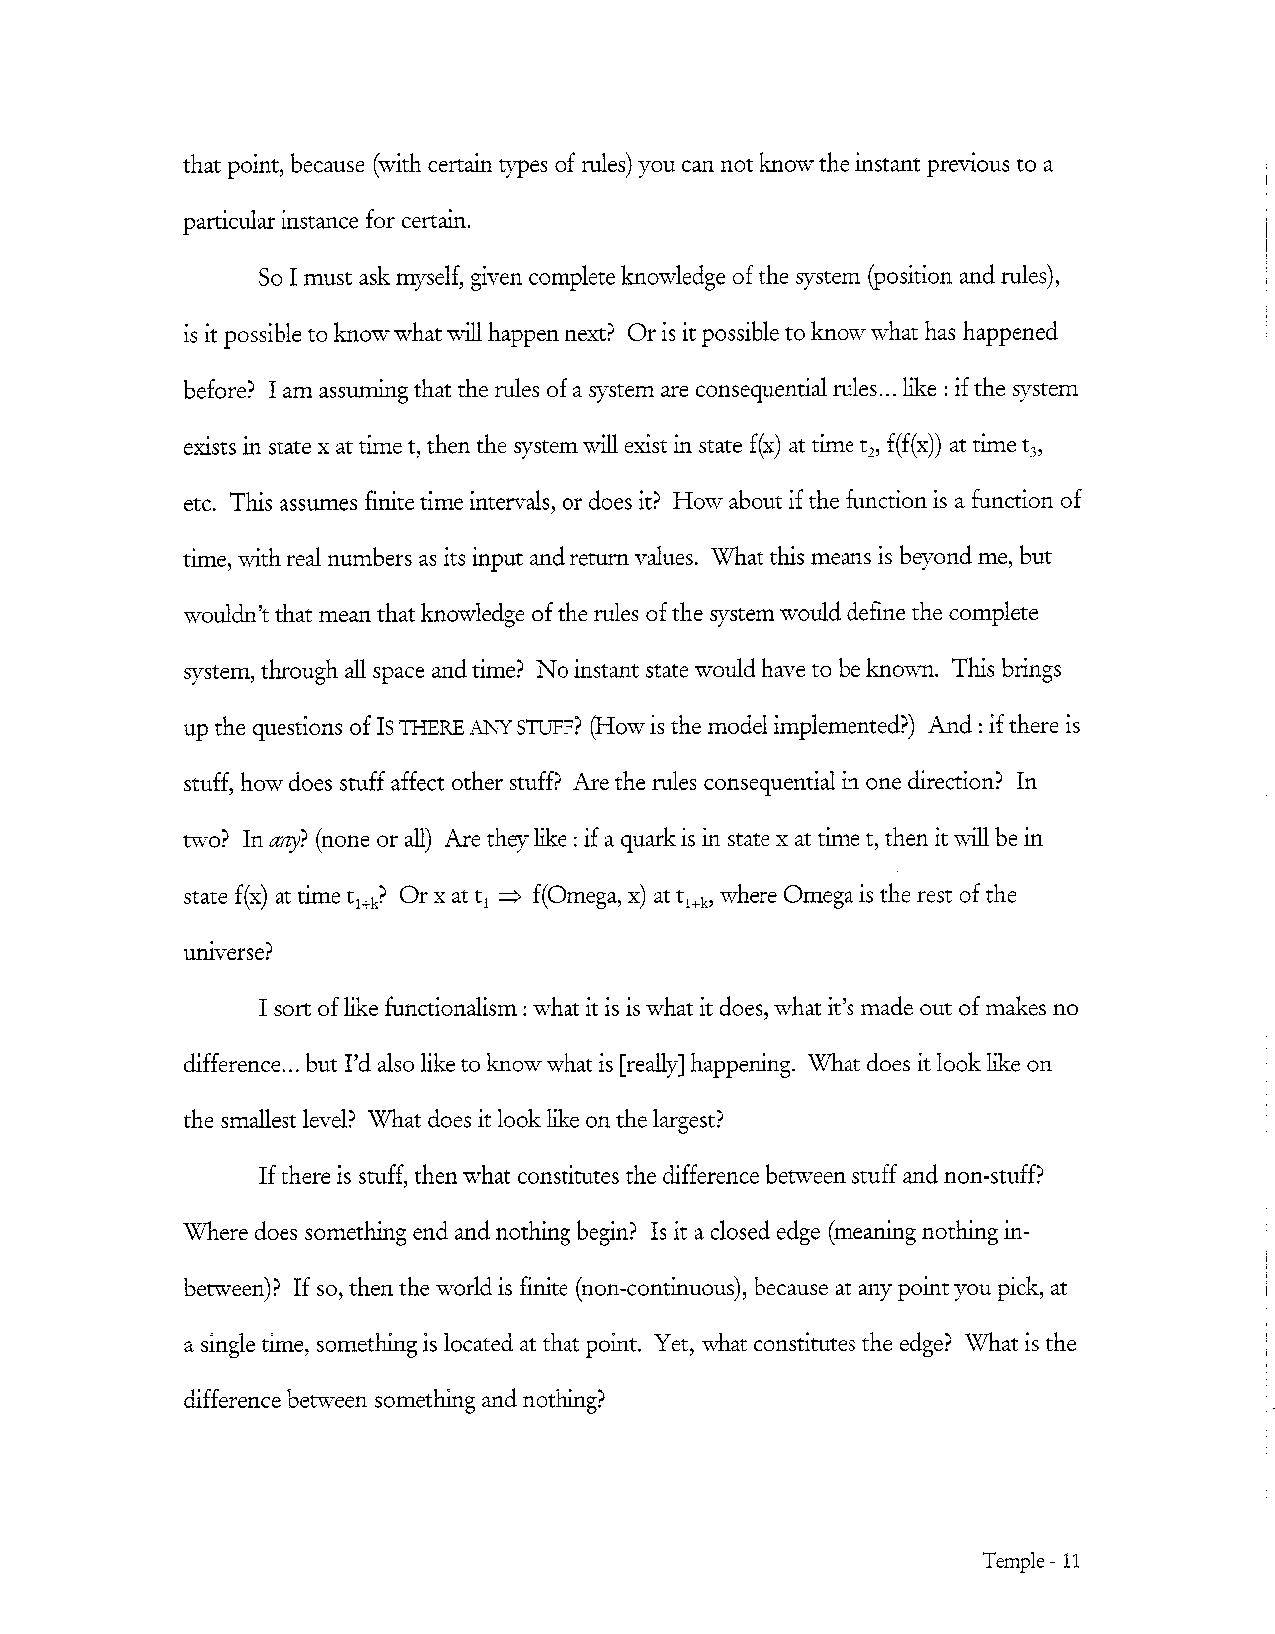 that point, because (with certain types of rules) you can not know the instant previous to a
particular instance for certain.
So I must ask myself, given complete knowledge of the system (position and rules),
is it possible to know what will happen next? Or is it possible to know what has happened
before? I am assuming that the rules of a system are consequential rules... like : if the system
exists in state x at time t, then the system will exist in state f(x) at time t₂, f(f(x)) at time t₃,
etc. This assumes finite time intervals, or does it? How about if the function is a function of
time, with real numbers as its input and return values. What this means is beyond me, but
wouldn't that mean that knowledge of the rules of the system would define the complete
system, through all space and time? No instant state would have to be known. This brings
up the questions of IS THERE ANY STUFF? (How is the model implemented?) And : if there is
stuff, how does stuff affect other stuff? Are the rules consequential in one direction? In
two? In any? (none or all) Are they like : if a quark is in state x at time t, then it will be in
state f(x) at time t₁₊ₖ? Or x at t₁ ⇒ f(Omega, x) at t₁₊ₖ, where Omega is the rest of the
universe?
I sort of like functionalism : what it is is what it does, what it's made out of makes no
difference... but I'd also like to know what is [really] happening. What does it look like on
the smallest level? What does it look like on the largest?
If there is stuff, then what constitutes the difference between stuff and non-stuff?
Where does something end and nothing begin? Is it a closed edge (meaning nothing in-
between)? If so, then the world is finite (non-continuous), because at any point you pick, at
a single time, something is located at that point. Yet, what constitutes the edge? What is the
difference between something and nothing?
Temple - 11